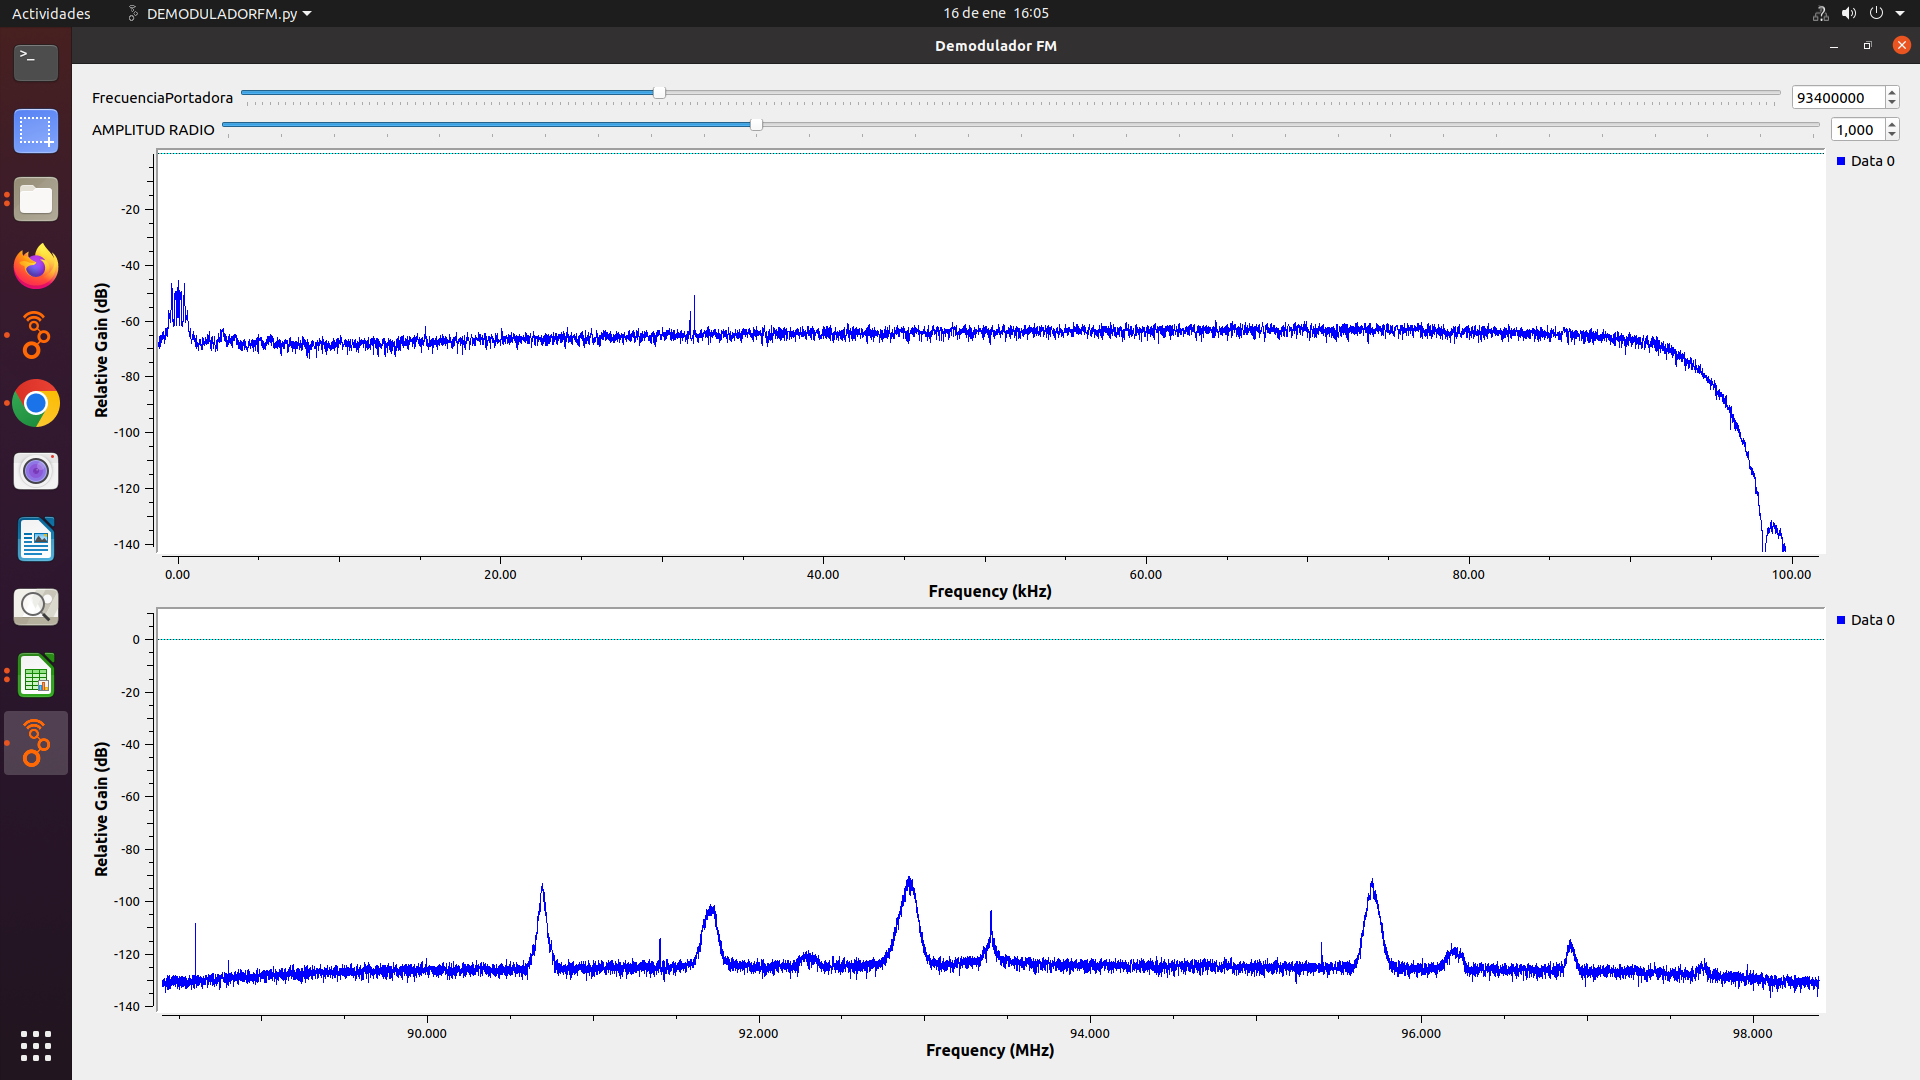 Actividades DEMODULADORFM.py 16 de ene 16:05
Demodulador FM
FrecuenciaPortadora 93400000
AMPLITUD RADIO 1,000
Data 0
-20
-40
-60
-80
-100
-120
-140
Relative Gain (dB)
0.00 20.00 40.00 60.00 80.00 100.00
Frequency (kHz)
Data 0
0
-20
-40
-60
-80
-100
-120
-140
Relative Gain (dB)
90.000 92.000 94.000 96.000 98.000
Frequency (MHz)